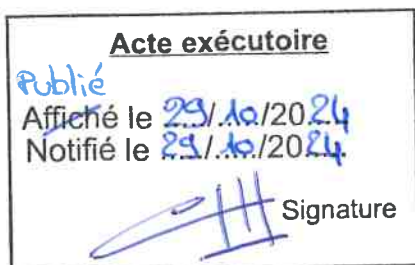 Acte exécutoire
Publié
Affiché le 29/.10./2024
Notifié le 29/.10./2024
Signature